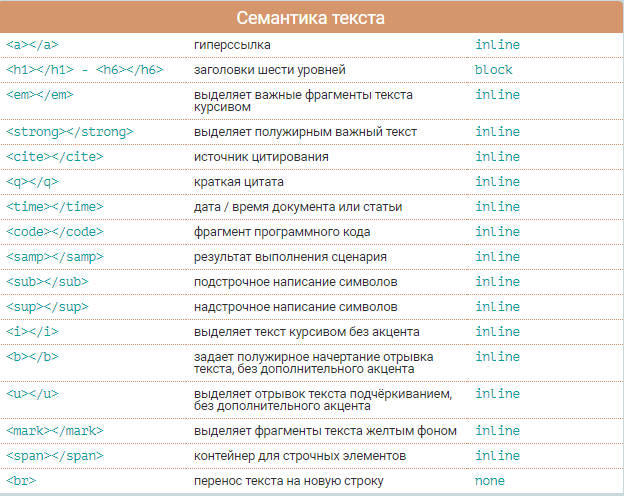 Семантика текста
<a></a> гиперссылка inline
<h1></h1> - <h6></h6> заголовки шести уровней block
<em></em> выделяет важные фрагменты текста inline
курсивом
<strong></strong> выделяет полужирным важный текст inline
<cite></cite> источник цитирования inline
<q></q> краткая цитата inline
<time></time> дата / время документа или статьи inline
<code></code> фрагмент программного кода inline
<samp></samp> результат выполнения сценария inline
<sub></sub> подстрочное написание символов inline
<sup></sup> надстрочное написание символов inline
<i></i> выделяет текст курсивом без акцента inline
<b></b> задает полужирное начертание отрывка inline
текста, без дополнительного акцента
<u></u> выделяет отрывок текста подчёркиванием, inline
без дополнительного акцента
<mark></mark> выделяет фрагменты текста желтым фоном inline
<span></span> контейнер для строчных элементов inline
<br> перенос текста на новую строку none